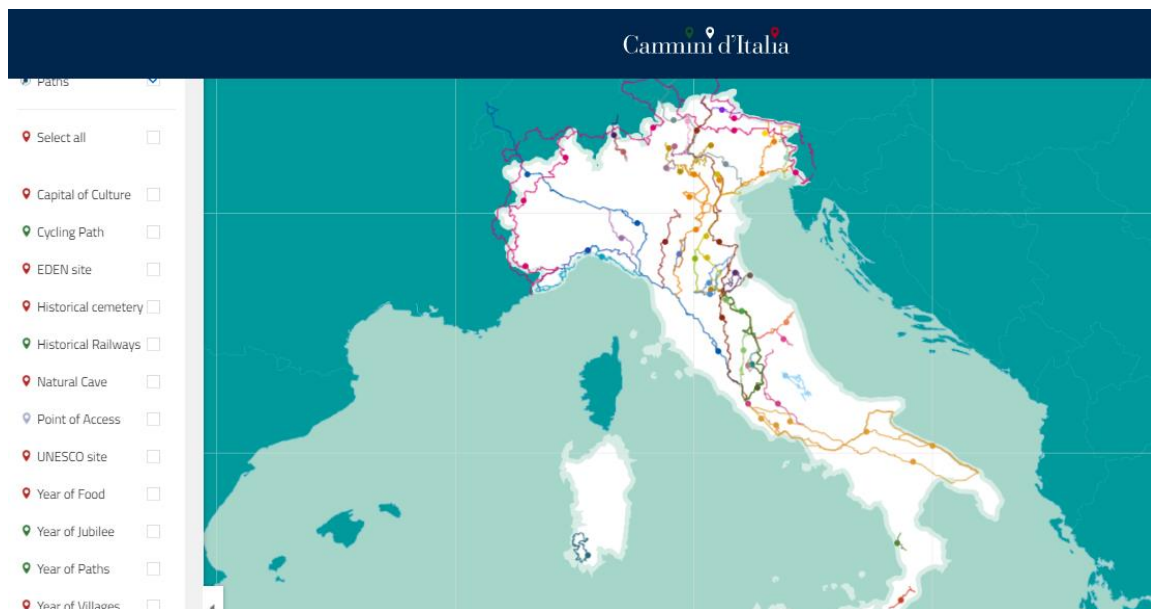 Cammini d'Italia
Paths
Select all
Capital of Culture
Cycling Path
EDEN site
Historical cemetery
Historical Railways
Natural Cave
Point of Access
UNESCO site
Year of Food
Year of Jubilee
Year of Paths
Year of Villages